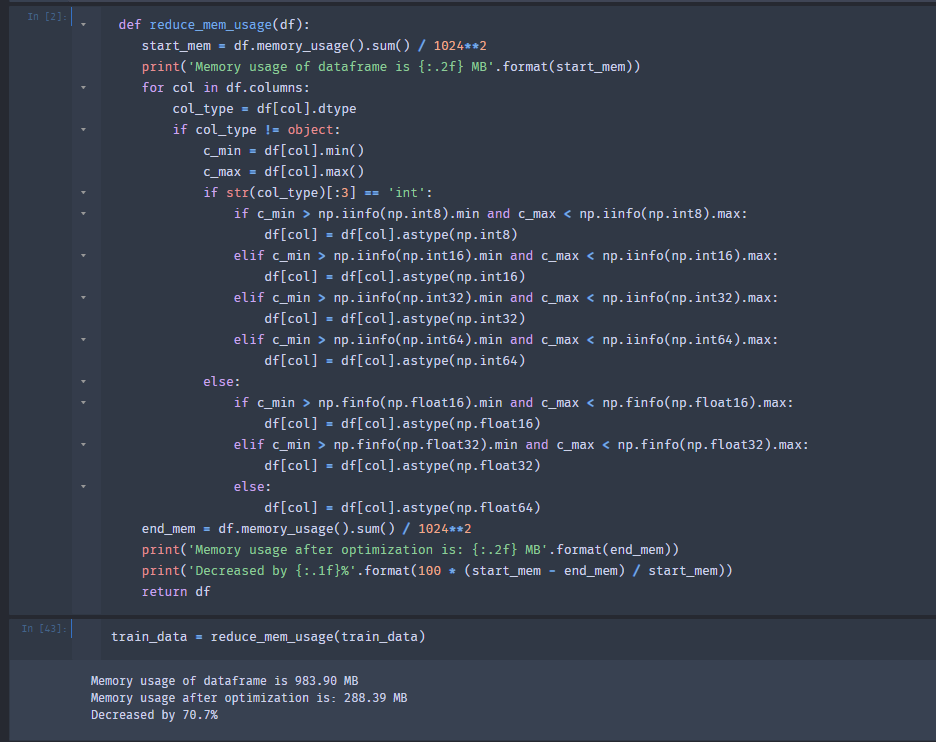 In [2]:
def reduce_mem_usage(df):
    start_mem = df.memory_usage().sum() / 1024**2
    print('Memory usage of dataframe is {:.2f} MB'.format(start_mem))
    for col in df.columns:
        col_type = df[col].dtype
        if col_type != object:
            c_min = df[col].min()
            c_max = df[col].max()
            if str(col_type)[:3] == 'int':
                if c_min > np.iinfo(np.int8).min and c_max < np.iinfo(np.int8).max:
                    df[col] = df[col].astype(np.int8)
                elif c_min > np.iinfo(np.int16).min and c_max < np.iinfo(np.int16).max:
                    df[col] = df[col].astype(np.int16)
                elif c_min > np.iinfo(np.int32).min and c_max < np.iinfo(np.int32).max:
                    df[col] = df[col].astype(np.int32)
                elif c_min > np.iinfo(np.int64).min and c_max < np.iinfo(np.int64).max:
                    df[col] = df[col].astype(np.int64)
            else:
                if c_min > np.finfo(np.float16).min and c_max < np.finfo(np.float16).max:
                    df[col] = df[col].astype(np.float16)
                elif c_min > np.finfo(np.float32).min and c_max < np.finfo(np.float32).max:
                    df[col] = df[col].astype(np.float32)
                else:
                    df[col] = df[col].astype(np.float64)
    end_mem = df.memory_usage().sum() / 1024**2
    print('Memory usage after optimization is: {:.2f} MB'.format(end_mem))
    print('Decreased by {:.1f}%'.format(100 * (start_mem - end_mem) / start_mem))
    return df
In [43]:
train_data = reduce_mem_usage(train_data)
Memory usage of dataframe is 983.90 MB
Memory usage after optimization is: 288.39 MB
Decreased by 70.7%